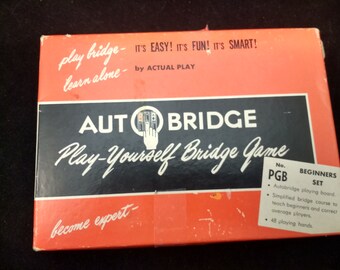 play bridge-
learn alone-
IT'S EASY! IT'S FUN! IT'S SMART!
by ACTUAL PLAY
AUTOBRIDGE
Play-Yourself Bridge Game
become expert-
No.
PGB
BEGINNERS
SET
• Autobridge playing board.
• Simplified bridge course to
teach beginners and correct
average players.
• 48 playing hands.